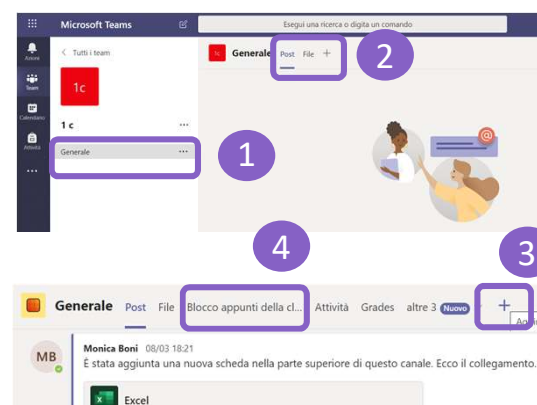 Microsoft Teams
Esegui una ricerca o digita un comando
Azioni
Team
Calendario
Attività
Tutti i team
1c
1 c
Generale
1
1c
Generale
Post
File
+
2
@
4
3
Generale
Post
File
Blocco appunti della cl...
Attività
Grades
altre 3
Nuovo
+
MB
Monica Boni 08/03 18:21
È stata aggiunta una nuova scheda nella parte superiore di questo canale. Ecco il collegamento.
Excel